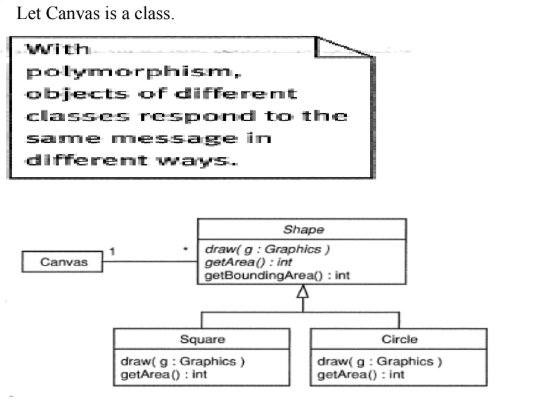 Let Canvas is a class.
With
polymorphism,
objects of different
classes respond to the
same message in
different ways.
Shape
draw( g : Graphics )
getArea() : int
getBoundingArea() : int
Canvas
1
*
Square
draw( g : Graphics )
getArea() : int
Circle
draw( g : Graphics )
getArea() : int